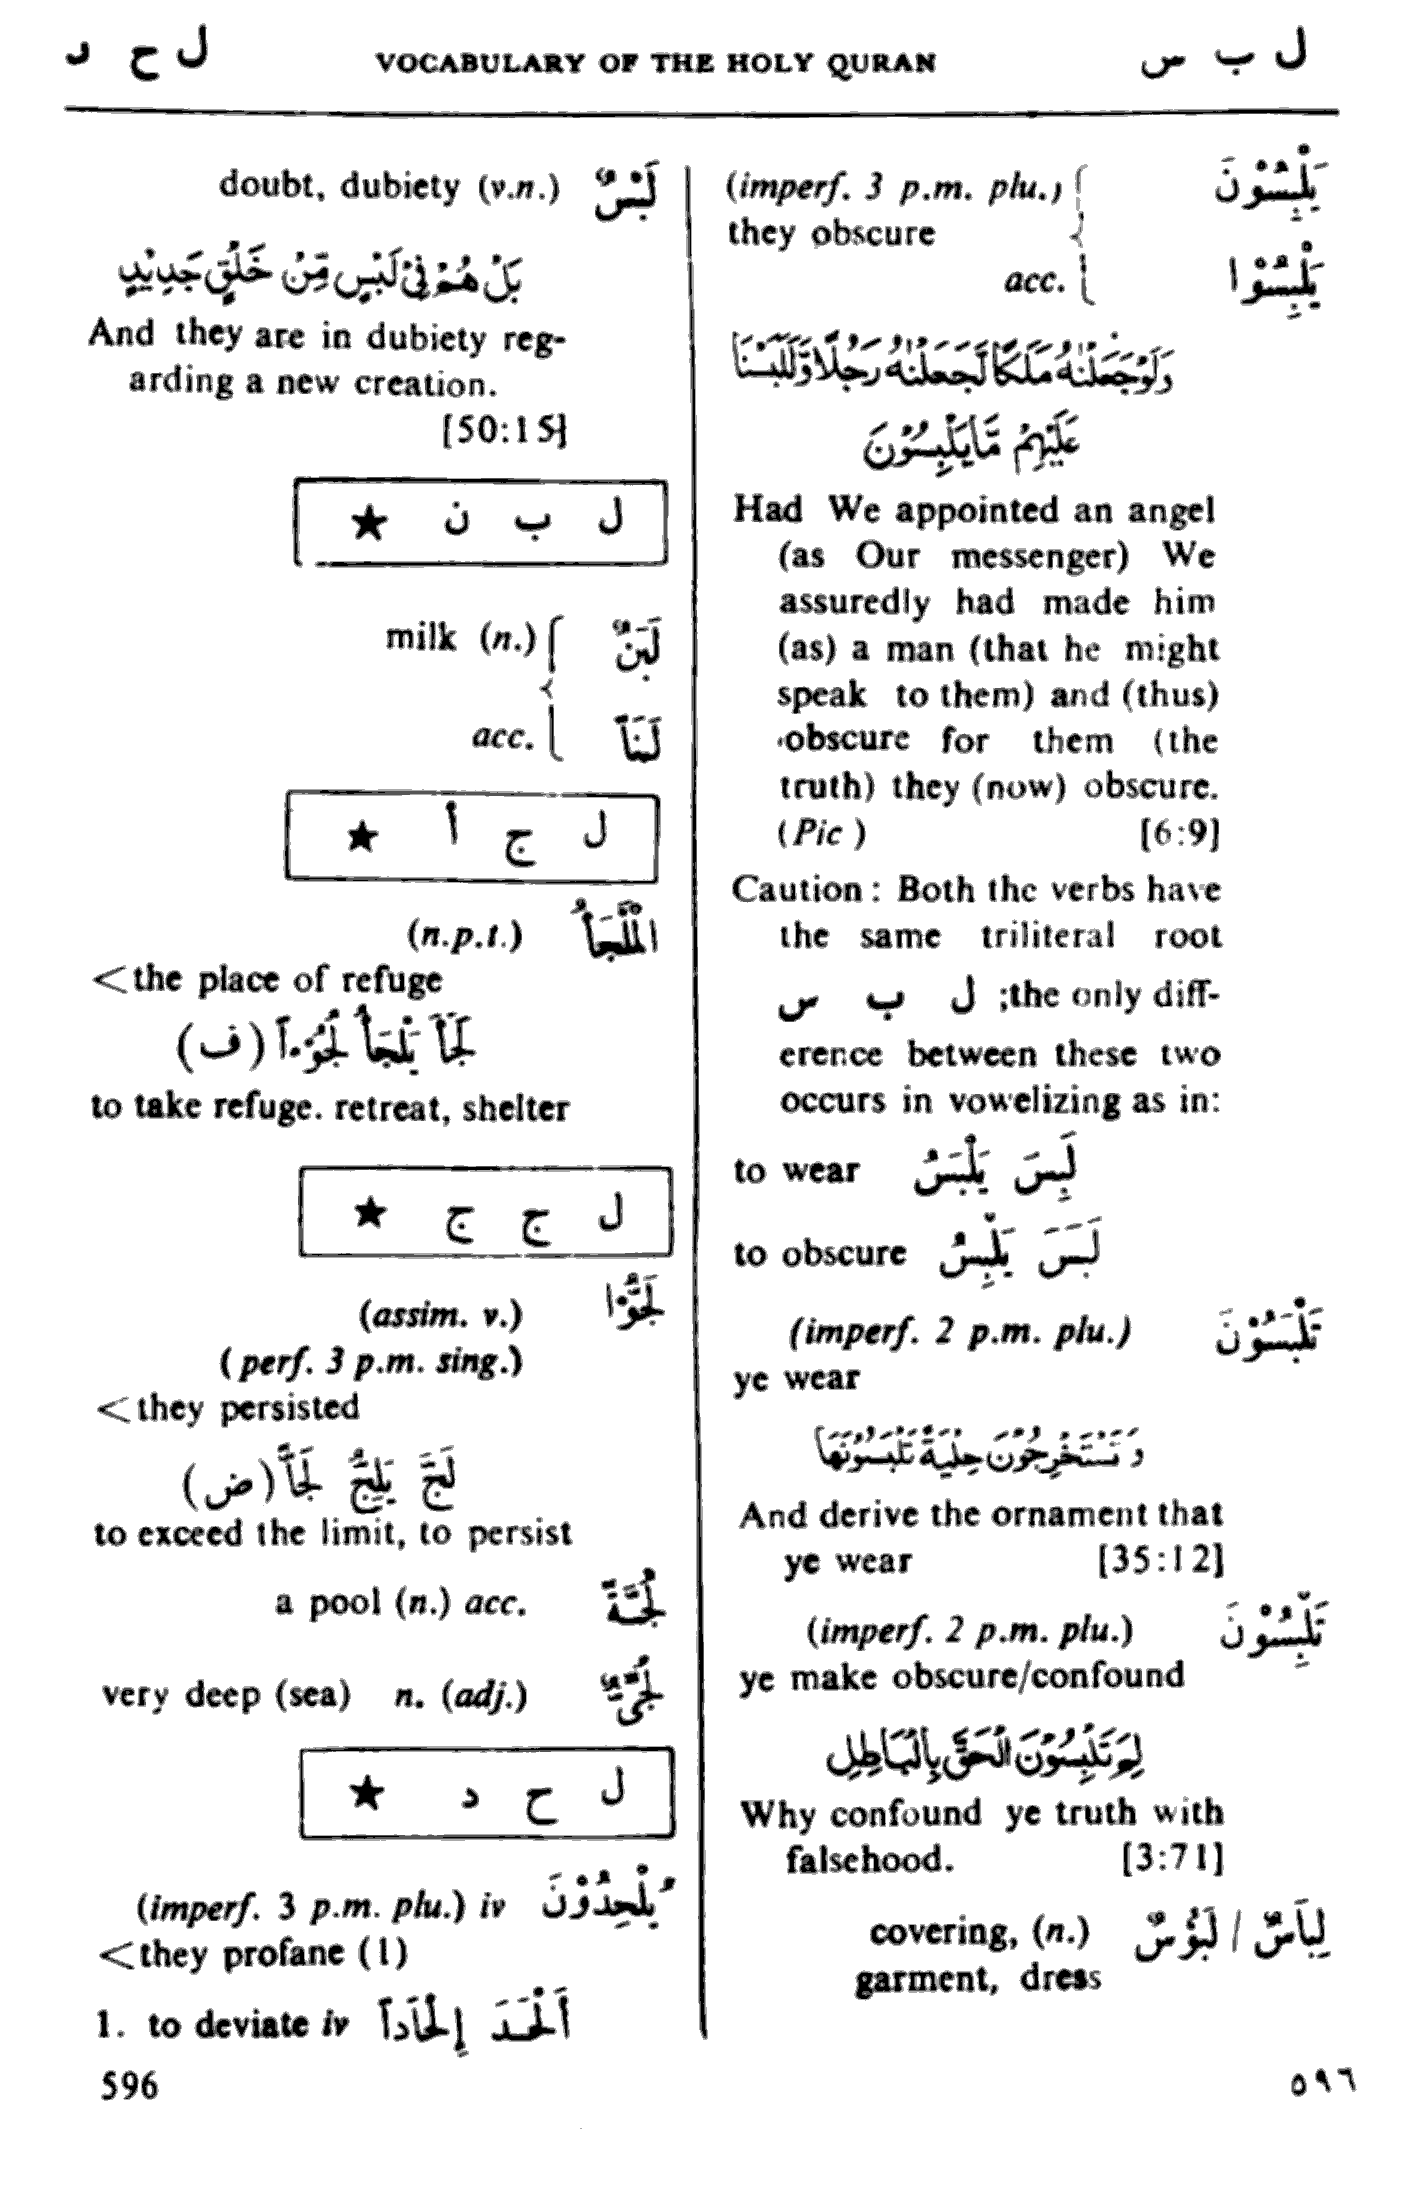 ل ح د VOCABULARY OF THE HOLY QURAN ل ب س
(imperf. 3 p.m. plu.) يَلْبِسُوْنَ
they obscure
acc. يَلْبِسُوْا
وَلَوْجَعَلْنٰهُ مَلَكًا لَّجَعَلْنٰهُ رَجُلًا وَّلَلَبَسْنَا
عَلَيْهِمْ مَّا يَلْبِسُوْنَ
Had We appointed an angel
(as Our messenger) We
assuredly had made him
(as) a man (that he might
speak to them) and (thus)
obscure for them (the
truth) they (now) obscure.
(Pic ) [6:9]
Caution : Both the verbs have
the same triliteral root
ل ب س ;the only diff-
erence between these two
occurs in vowelizing as in:
to wear لَبِسَ يَلْبَسُ
to obscure لَبَسَ يَلْبِسُ
(imperf. 2 p.m. plu.) تَلْبَسُوْنَ
ye wear
وَ تَسْتَخْرِجُوْنَ حِلْيَةً تَلْبَسُوْنَهَا
And derive the ornament that
ye wear [35:12]
(imperf. 2 p.m. plu.) تَلْبِسُوْنَ
ye make obscure/confound
لِمَ تَلْبِسُوْنَ الْحَقَّ بِالْبَاطِلِ
Why confound ye truth with
falsehood. [3:71]
covering, (n.) لِبَاسٌ / لَبُوْسٌ
garment, dress
doubt, dubiety (v.n.) لَبْسٌ
بَلْ هُمْ فِيْ لَبْسٍ مِّنْ خَلْقٍ جَدِيْدٍ
And they are in dubiety reg-
arding a new creation.
[50:15]
ل ب ن ★
milk (n.) لَبَنٌ
acc. لَبَنًا
ل ج أ ★
(n.p.t.) الْمَلْجَأُ
<the place of refuge
لَجَأَ يَلْجَأُ لُجُوْءاً (ف)
to take refuge. retreat, shelter
ل ج ج ★
(assim. v.) لَجُّوْا
(perf. 3 p.m. sing.)
<they persisted
لَجَّ يَلِجُّ لَجَّاً (ض)
to exceed the limit, to persist
a pool (n.) acc. لُجَّةً
very deep (sea) n. (adj.) لُجِّيٍّ
ل ح د ★
(imperf. 3 p.m. plu.) iv يُلْحِدُوْنَ
<they profane (1)
1. to deviate iv اَلْحَدَ اِلْحَاداً
596 ٥٩٦